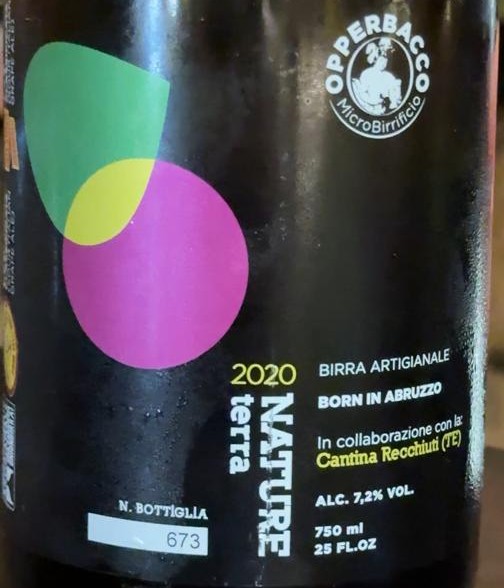 OPPERBACCO
MicroBirrificio
2020
NATURE
terra
BIRRA ARTIGIANALE
BORN IN ABRUZZO
In collaborazione con la:
Cantina Recchiuti (TE)
ALC. 7,2% VOL.
750 ml
25 FL.OZ
N. BOTTiGLIA
673